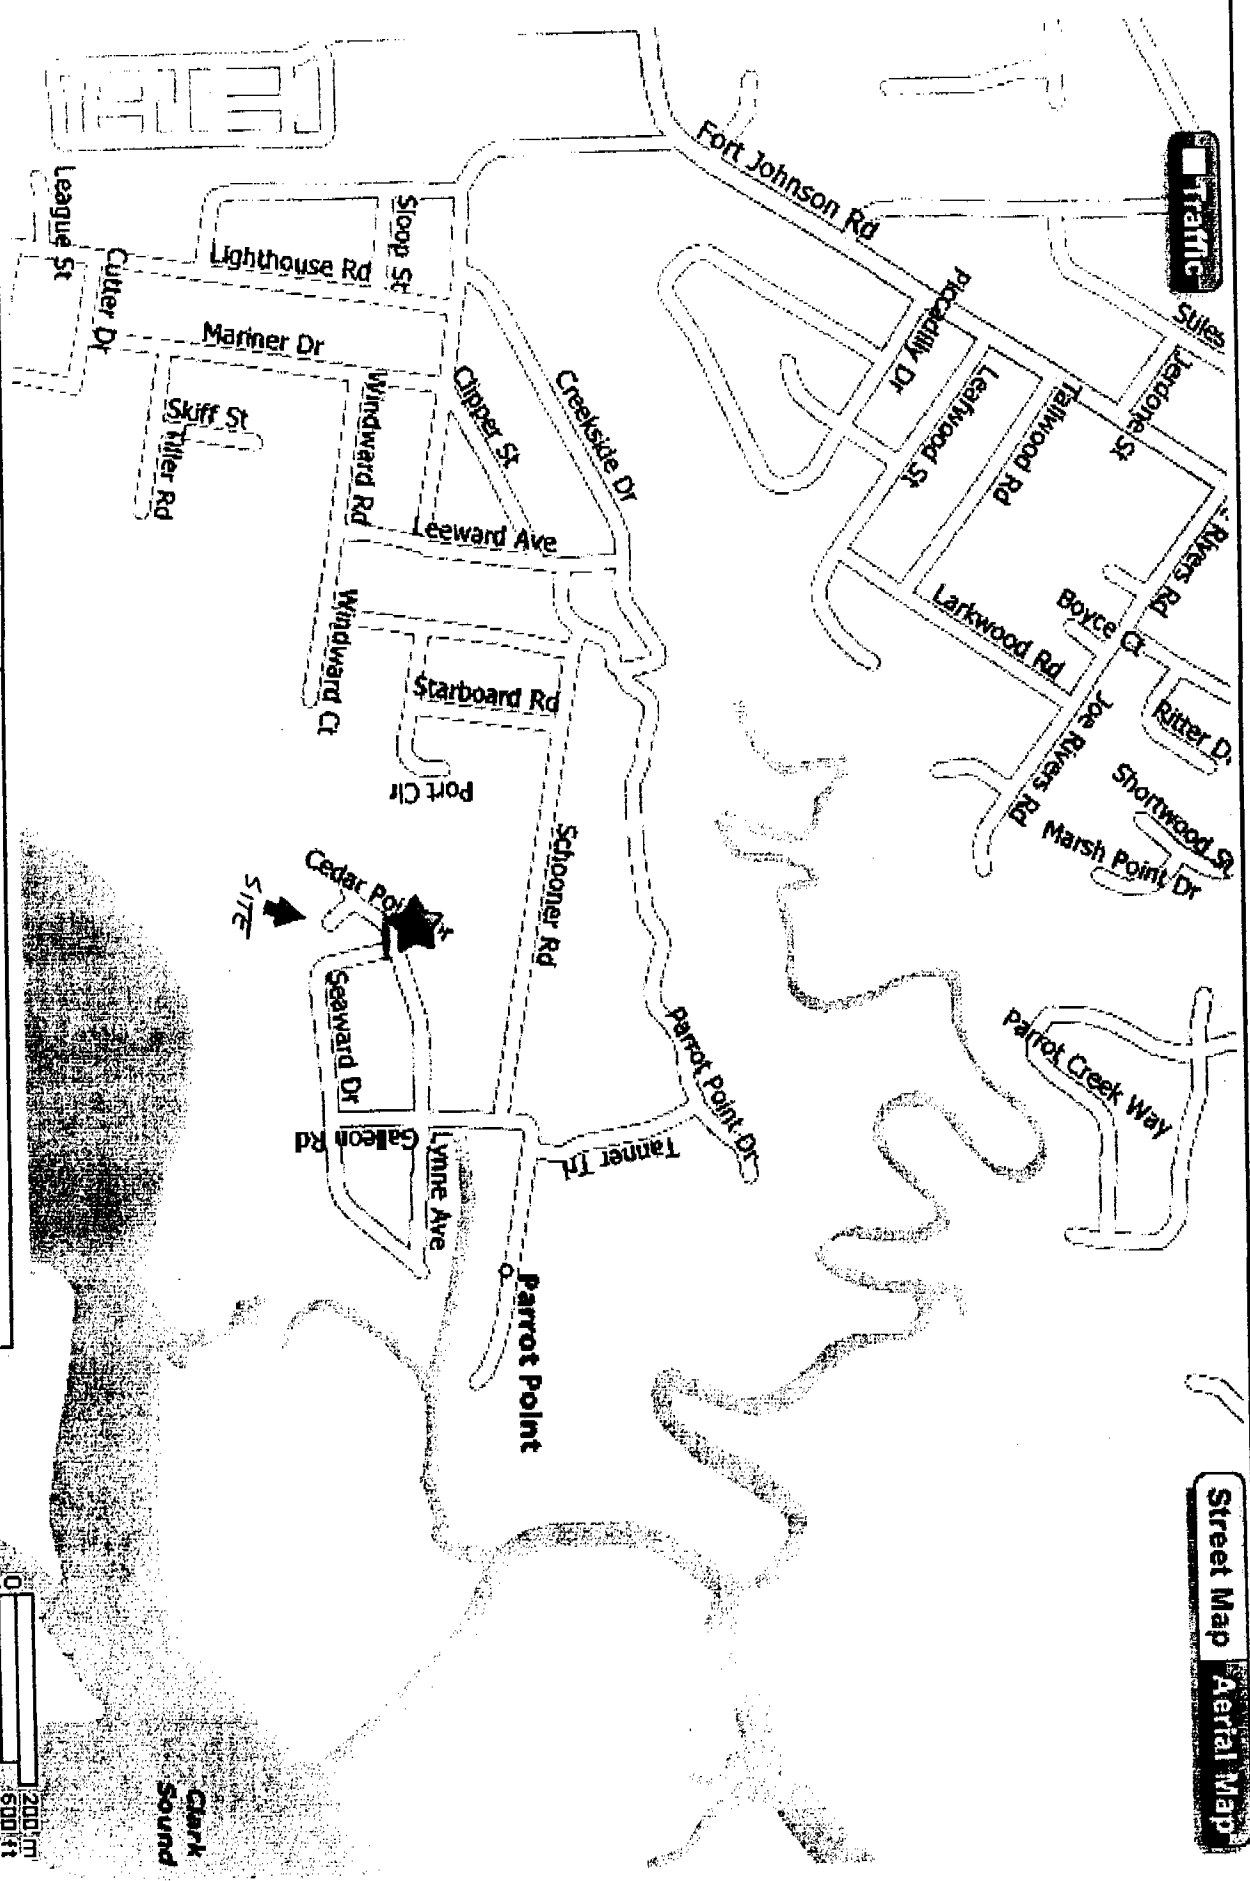 Traffic
Street Map
Aerial Map
Stiles
Jerdone St
Fort Johnson Rd
Piccadilly Dr
Leafwood St
Tallwood Rd
Rivers Rd
Boyce Ct
Larkwood Rd
Joe Rivers Rd
Ritter D
Shortwood St
Marsh Point Dr
Parrot Creek Way
Creekside Dr
Clipper St
Sloop St
Lighthouse Rd
League St
Cutter Dr
Mariner Dr
Skiff St
Tiller Rd
Windward Rd
Leeward Ave
Windward Ct
Starboard Rd
Port Cir
Schooner Rd
Parrot Point Dr
Tanner Trl
Cedar Poi
SITE
Seaward Dr
Galleon Rd
Lynne Ave
Parrot Point
Clark
Sound
0
200 m
600 ft